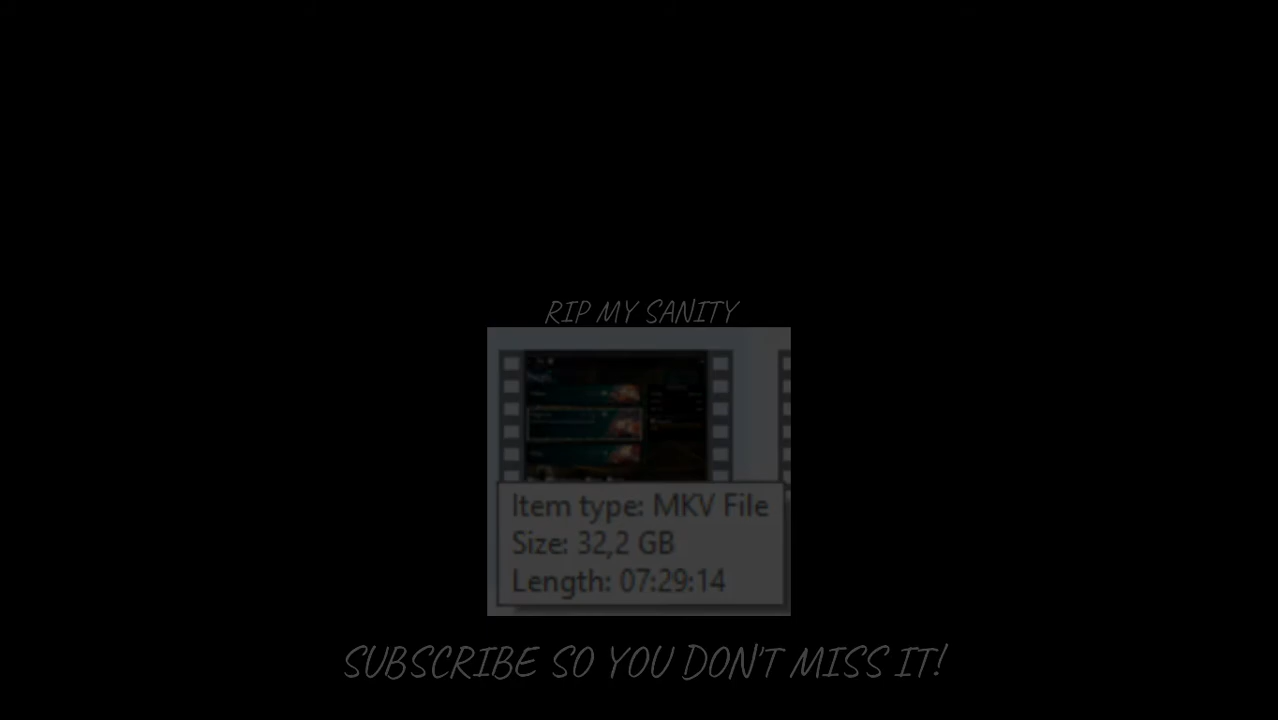 RIP MY SANITY
Item type: MKV File
Size: 32,2 GB
Length: 07:29:14
SUBSCRIBE SO YOU DON'T MISS IT!